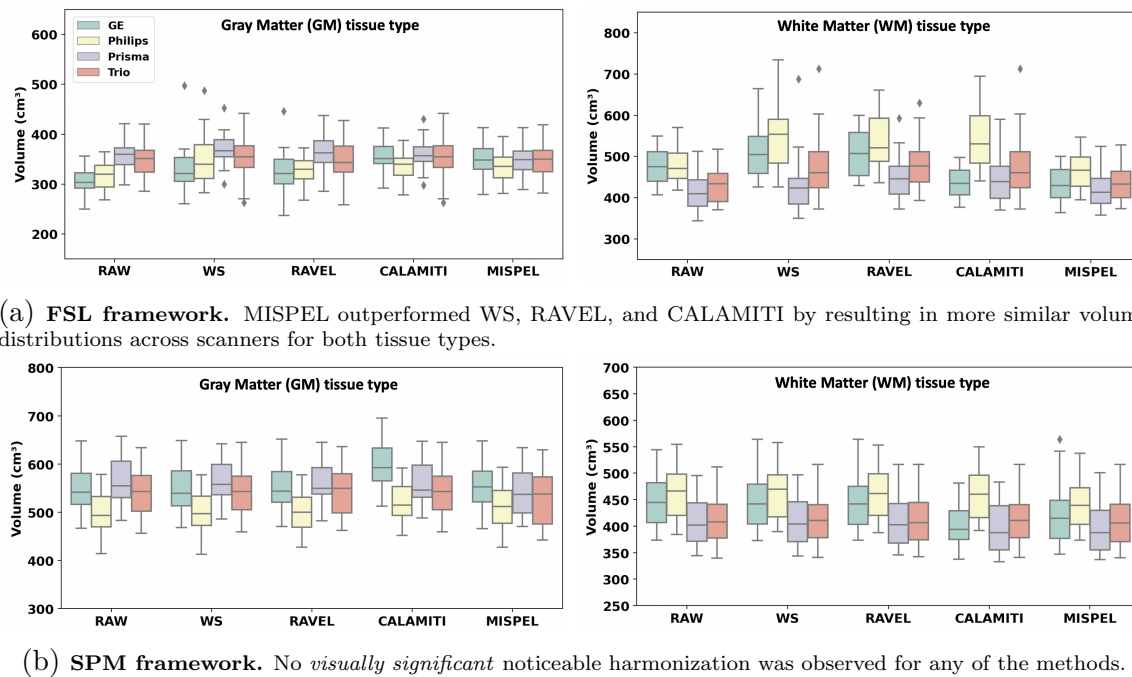 Gray Matter (GM) tissue type
GE
Philips
Prisma
Trio
Volume (cm³)
600
500
400
300
200
RAW WS RAVEL CALAMITI MISPEL
White Matter (WM) tissue type
Volume (cm³)
800
700
600
500
400
300
RAW WS RAVEL CALAMITI MISPEL
(a) FSL framework. MISPEL outperformed WS, RAVEL, and CALAMITI by resulting in more similar volum
distributions across scanners for both tissue types.
Gray Matter (GM) tissue type
Volume (cm³)
800
700
600
500
400
300
RAW WS RAVEL CALAMITI MISPEL
White Matter (WM) tissue type
Volume (cm³)
700
650
600
550
500
450
400
350
300
250
RAW WS RAVEL CALAMITI MISPEL
(b) SPM framework. No visually significant noticeable harmonization was observed for any of the methods.